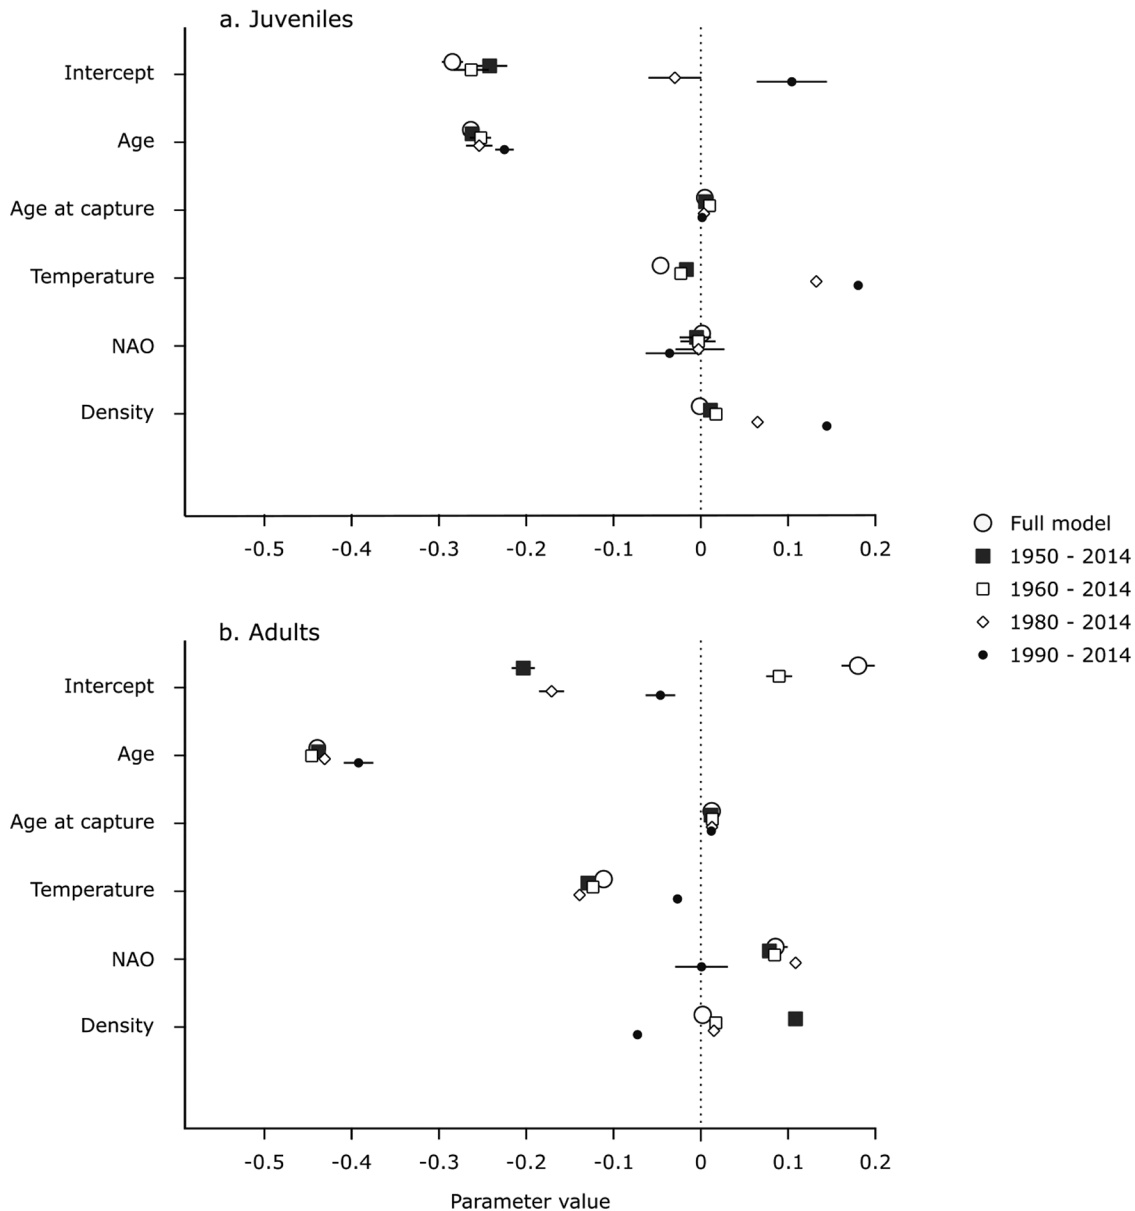 a. Juveniles
Intercept
Age
Age at capture
Temperature
NAO
Density
-0.5 -0.4 -0.3 -0.2 -0.1 0 0.1 0.2
Full model
1950 - 2014
1960 - 2014
1980 - 2014
1990 - 2014
b. Adults
Intercept
Age
Age at capture
Temperature
NAO
Density
-0.5 -0.4 -0.3 -0.2 -0.1 0 0.1 0.2
Parameter value